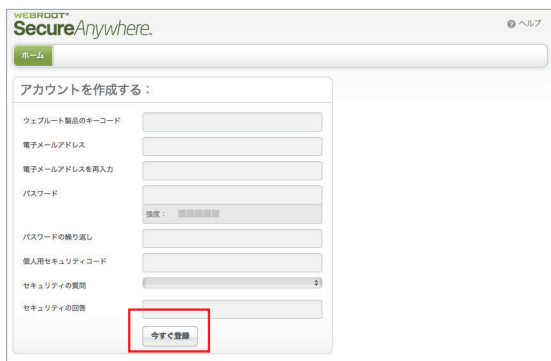 WEBROOT®
SecureAnywhere.
ヘルプ
ホーム
アカウントを作成する：
ウェブルート製品のキーコード
電子メールアドレス
電子メールアドレスを再入力
パスワード
強度：
パスワードの繰り返し
個人用セキュリティコード
セキュリティの質問
セキュリティの回答
今すぐ登録